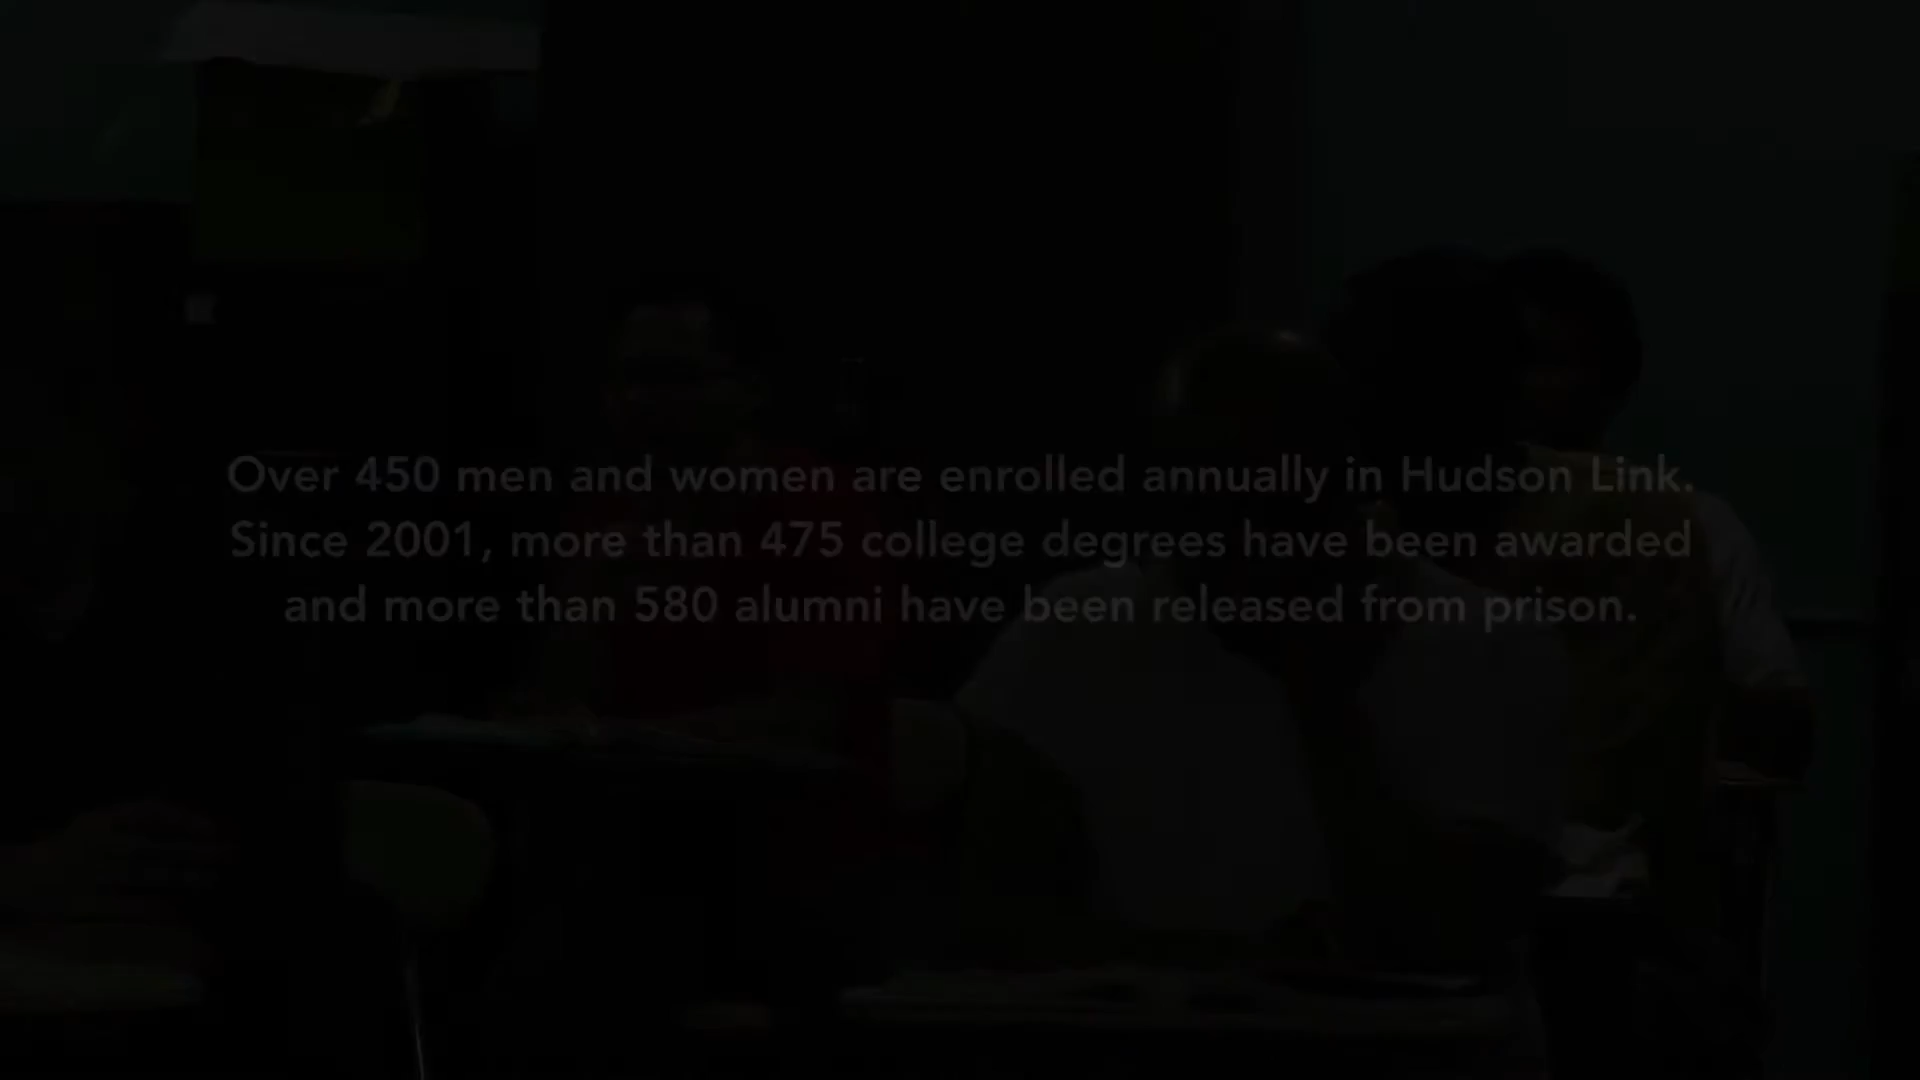 Over 450 men and women are enrolled annually in Hudson Link.
Since 2001, more than 475 college degrees have been awarded
and more than 580 alumni have been released from prison.